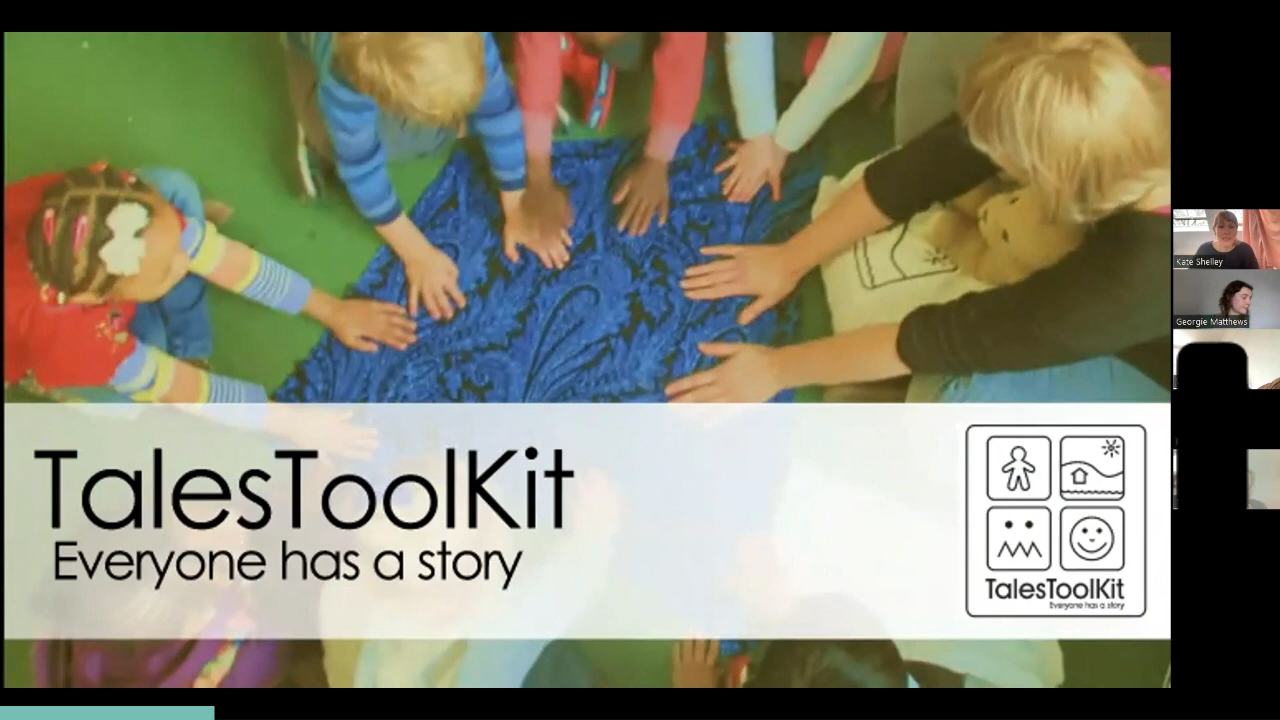 TalesToolKit
Everyone has a story
TalesToolKit
Everyone has a story
Kate Shelley
Georgie Matthews